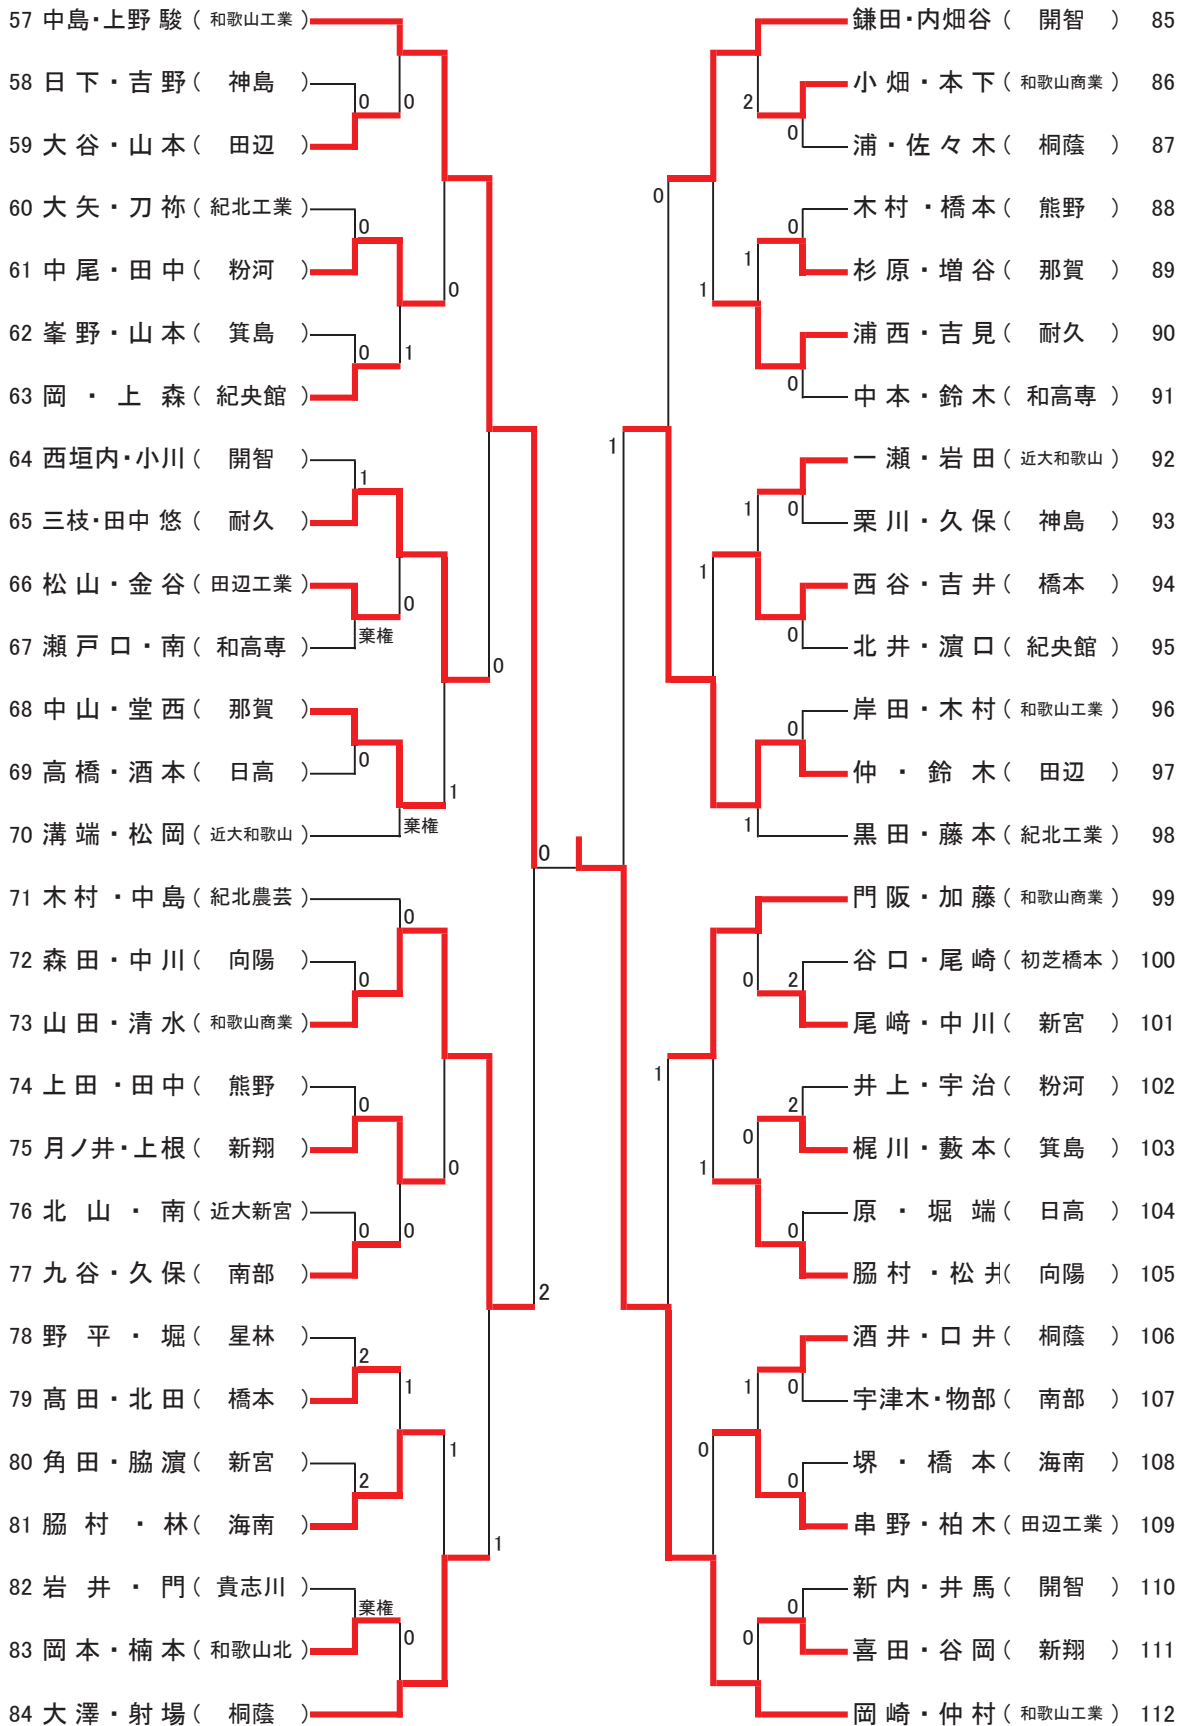 57 中島・上野 駿 ( 和歌山工業 )
58 日下・吉野 ( 神島 )
0
0
59 大谷・山本 ( 田辺 )
60 大矢・刀祢 ( 紀北工業 )
0
61 中尾・田中 ( 粉河 )
0
62 峯野・山本 ( 箕島 )
0
1
63 岡・上森 ( 紀央館 )
64 西垣内・小川 ( 開智 )
1
65 三枝・田中 悠 ( 耐久 )
66 松山・金谷 ( 田辺工業 )
0
棄権
67 瀬戸口・南 ( 和高専 )
0
68 中山・堂西 ( 那賀 )
0
69 高橋・酒本 ( 日高 )
1
棄権
70 溝端・松岡 ( 近大和歌山 )
0
71 木村・中島 ( 紀北農芸 )
0
72 森田・中川 ( 向陽 )
0
73 山田・清水 ( 和歌山商業 )
74 上田・田中 ( 熊野 )
0
75 月ノ井・上根 ( 新翔 )
0
76 北山・南 ( 近大新宮 )
0
0
77 九谷・久保 ( 南部 )
2
78 野平・堀 ( 星林 )
2
1
79 髙田・北田 ( 橋本 )
1
80 角田・脇濵 ( 新宮 )
2
81 脇村・林 ( 海南 )
1
82 岩井・門 ( 貴志川 )
棄権
0
83 岡本・楠本 ( 和歌山北 )
84 大澤・射場 ( 桐蔭 )
鎌田・内畑谷 ( 開智 ) 85
小畑・本下 ( 和歌山商業 ) 86
2
0
浦・佐々木 ( 桐蔭 ) 87
0
木村・橋本 ( 熊野 ) 88
0
1
杉原・増谷 ( 那賀 ) 89
1
浦西・吉見 ( 耐久 ) 90
0
中本・鈴木 ( 和高専 ) 91
1
一瀬・岩田 ( 近大和歌山 ) 92
1
0
栗川・久保 ( 神島 ) 93
1
西谷・吉井 ( 橋本 ) 94
0
北井・濵口 ( 紀央館 ) 95
岸田・木村 ( 和歌山工業 ) 96
0
仲・鈴木 ( 田辺 ) 97
1
黒田・藤本 ( 紀北工業 ) 98
門阪・加藤 ( 和歌山商業 ) 99
谷口・尾崎 ( 初芝橋本 ) 100
0
2
尾﨑・中川 ( 新宮 ) 101
1
井上・宇治 ( 粉河 ) 102
2
0
梶川・藪本 ( 箕島 ) 103
1
原・堀端 ( 日高 ) 104
0
脇村・松井 ( 向陽 ) 105
酒井・口井 ( 桐蔭 ) 106
1
0
宇津木・物部 ( 南部 ) 107
0
堺・橋本 ( 海南 ) 108
0
串野・柏木 ( 田辺工業 ) 109
新内・井馬 ( 開智 ) 110
0
0
喜田・谷岡 ( 新翔 ) 111
岡崎・仲村 ( 和歌山工業 ) 112